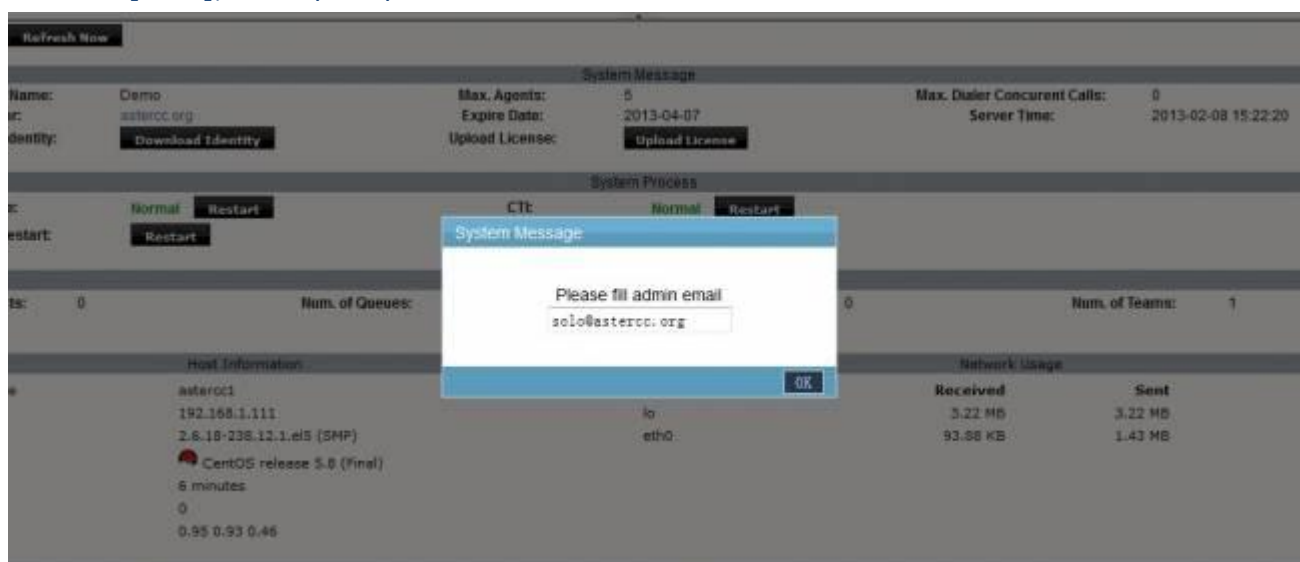 Refresh Now
System Message
Name: Demo Max. Agents: 5 Max. Dialer Concurent Calls: 0
r: astercc.org Expire Date: 2013-04-07 Server Time: 2013-02-08 15:22:20
dentity: Download Identity Upload License: Upload License
System Process
Normal Restart CTI: Normal Restart
estart: Restart
System Message
Please fill admin email
solo@astercc.org
OK
ts: 0 Num. of Queues: 0 Num. of Teams: 1
Host Information Network Usage
astercc1 Received Sent
192.168.1.111 lo 3.22 MB 3.22 MB
2.6.18-238.12.1.el5 (SMP) eth0 93.88 KB 1.43 MB
CentOS release 5.8 (Final)
6 minutes
0
0.95 0.93 0.46